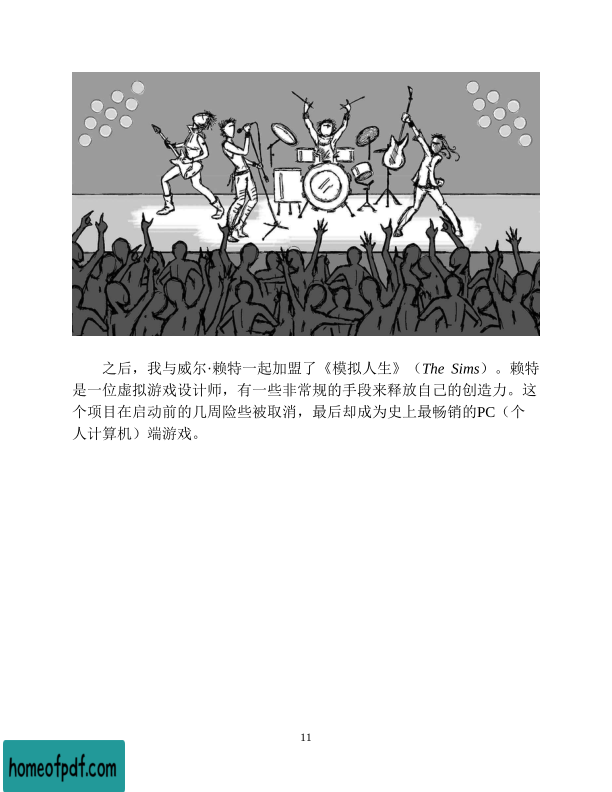 之后，我与威尔·赖特一起加盟了《模拟人生》（The Sims）。赖特
是一位虚拟游戏设计师，有一些非常规的手段来释放自己的创造力。这
个项目在启动前的几周险些被取消，最后却成为史上最畅销的PC（个
人计算机）端游戏。
11
homeofpdf.com